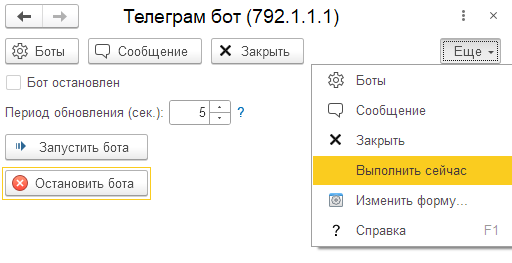 Телеграм бот (792.1.1.1)
Боты Сообщение Закрыть Еще
Бот остановлен
Период обновления (сек.): 5 ?
Запустить бота
Остановить бота
Боты
Сообщение
Закрыть
Выполнить сейчас
Изменить форму...
? Справка F1